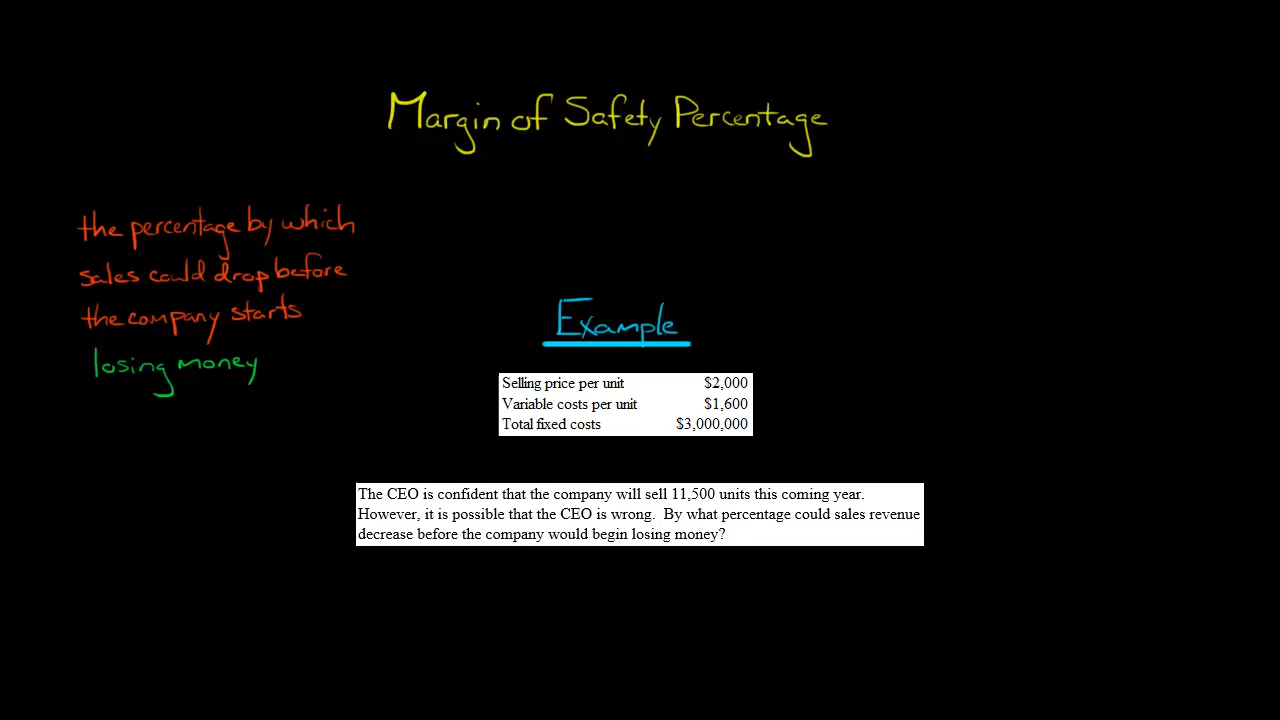 Margin of Safety Percentage
the percentage by which
sales could drop before
the company starts
losing money
Example
Selling price per unit $2,000
Variable costs per unit $1,600
Total fixed costs $3,000,000
The CEO is confident that the company will sell 11,500 units this coming year.
However, it is possible that the CEO is wrong. By what percentage could sales revenue
decrease before the company would begin losing money?